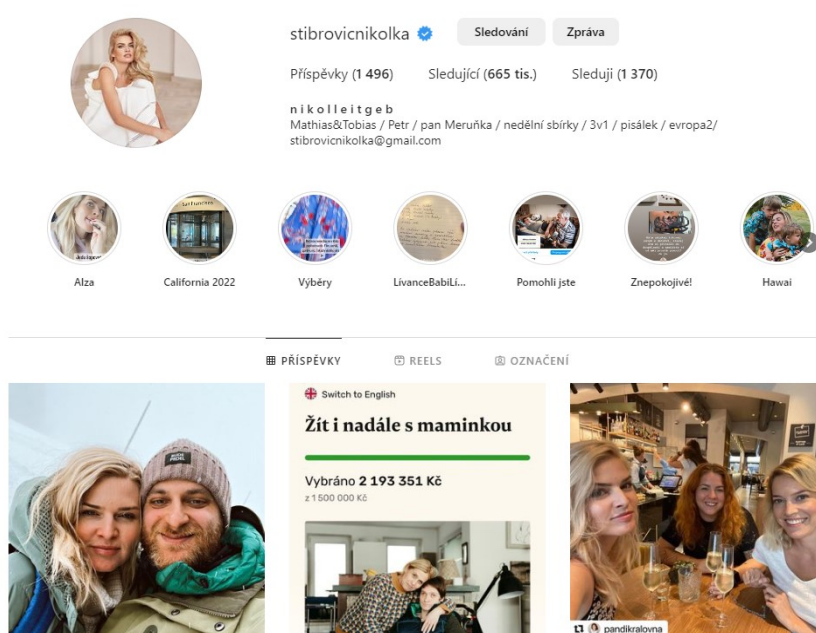 stibrovicnikolka
Sledování
Zpráva
Příspěvky (1 496)
Sledující (665 tis.)
Sleduji (1 370)
nikolleitgeb
Mathias&Tobias / Petr / pan Meruňka / nedělní sbírky / 3v1 / pisálek / evropa2/
stibrovicnikolka@gmail.com
Alza
California 2022
Výběry
LívanceBabiLí...
Pomohli jste
Znepokojivé!
Hawai
PŘÍSPĚVKY
REELS
OZNAČENÍ
Switch to English
Žít i nadále s maminkou
Vybráno 2 193 351 Kč
z 1 500 000 Kč
pandikralovna